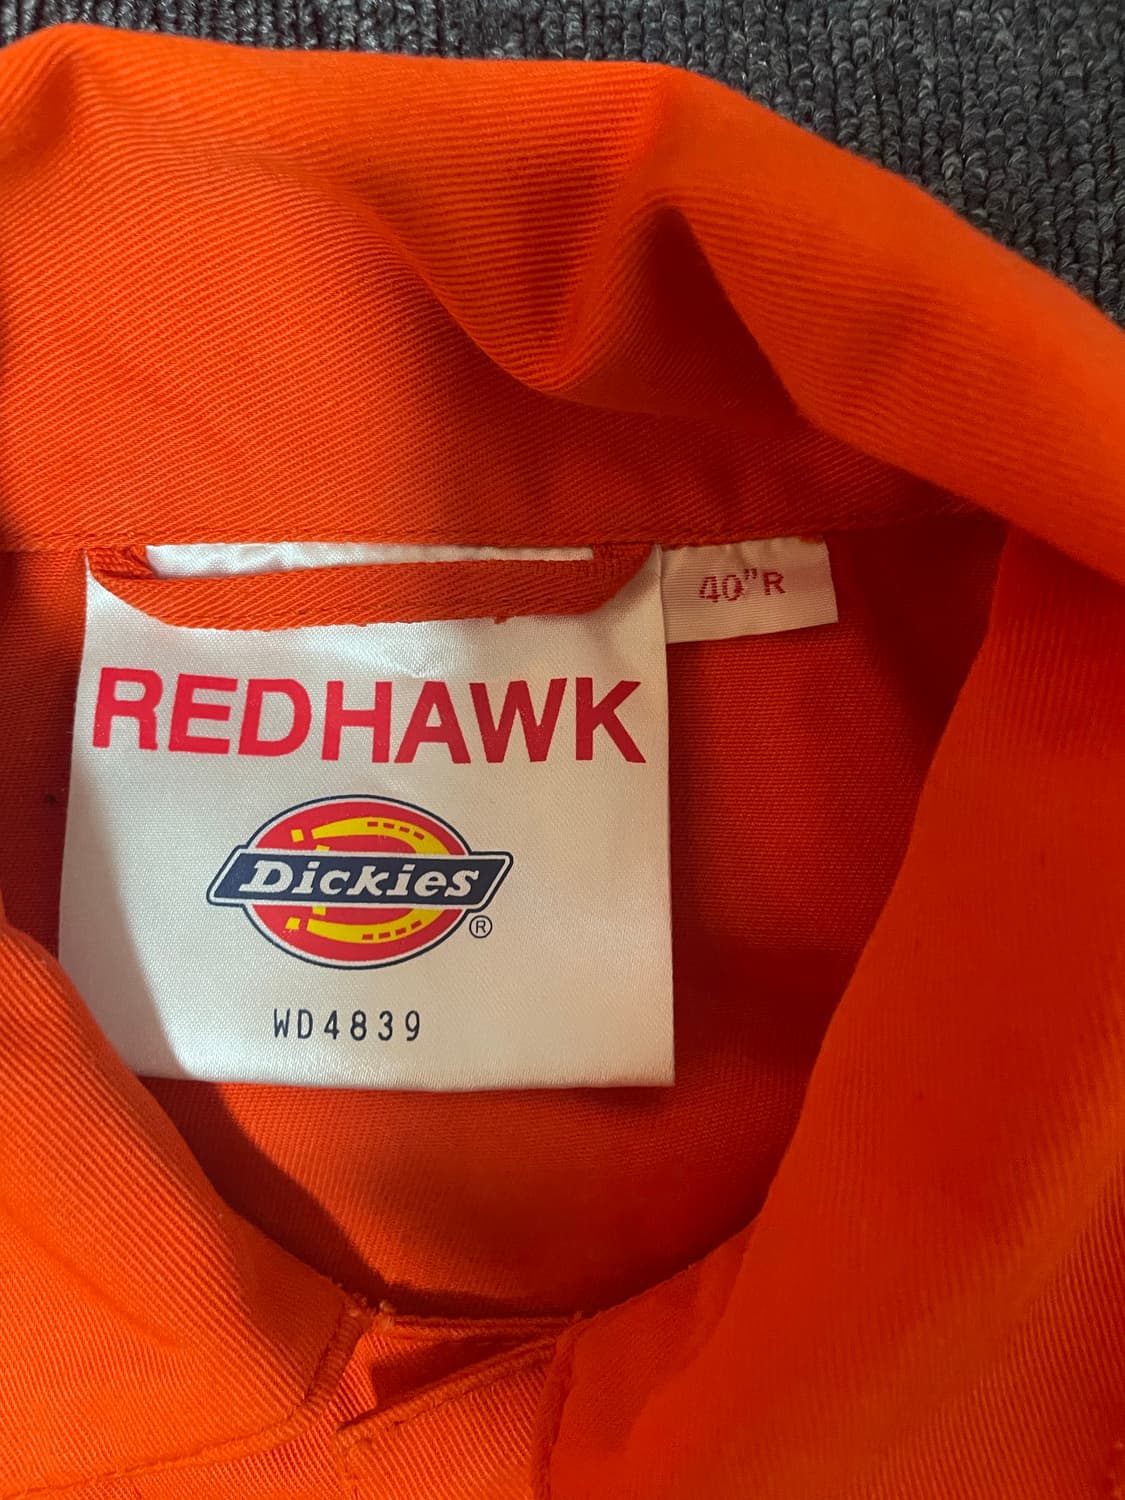 40"R
REDHAWK
Dickies
®
WD4839